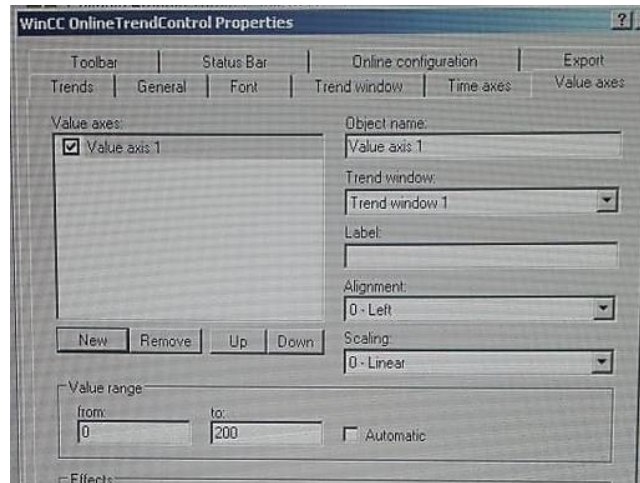 WinCC OnlineTrendControl Properties
?
Toolbar Status Bar Online configuration Export
Trends General Font Trend window Time axes Value axes
Value axes:
Value axis 1
Object name:
Value axis 1
Trend window:
Trend window 1
Label:
Alignment:
0 - Left
New Remove Up Down
Scaling:
0 - Linear
Value range
from: to:
0 200 Automatic
Effects